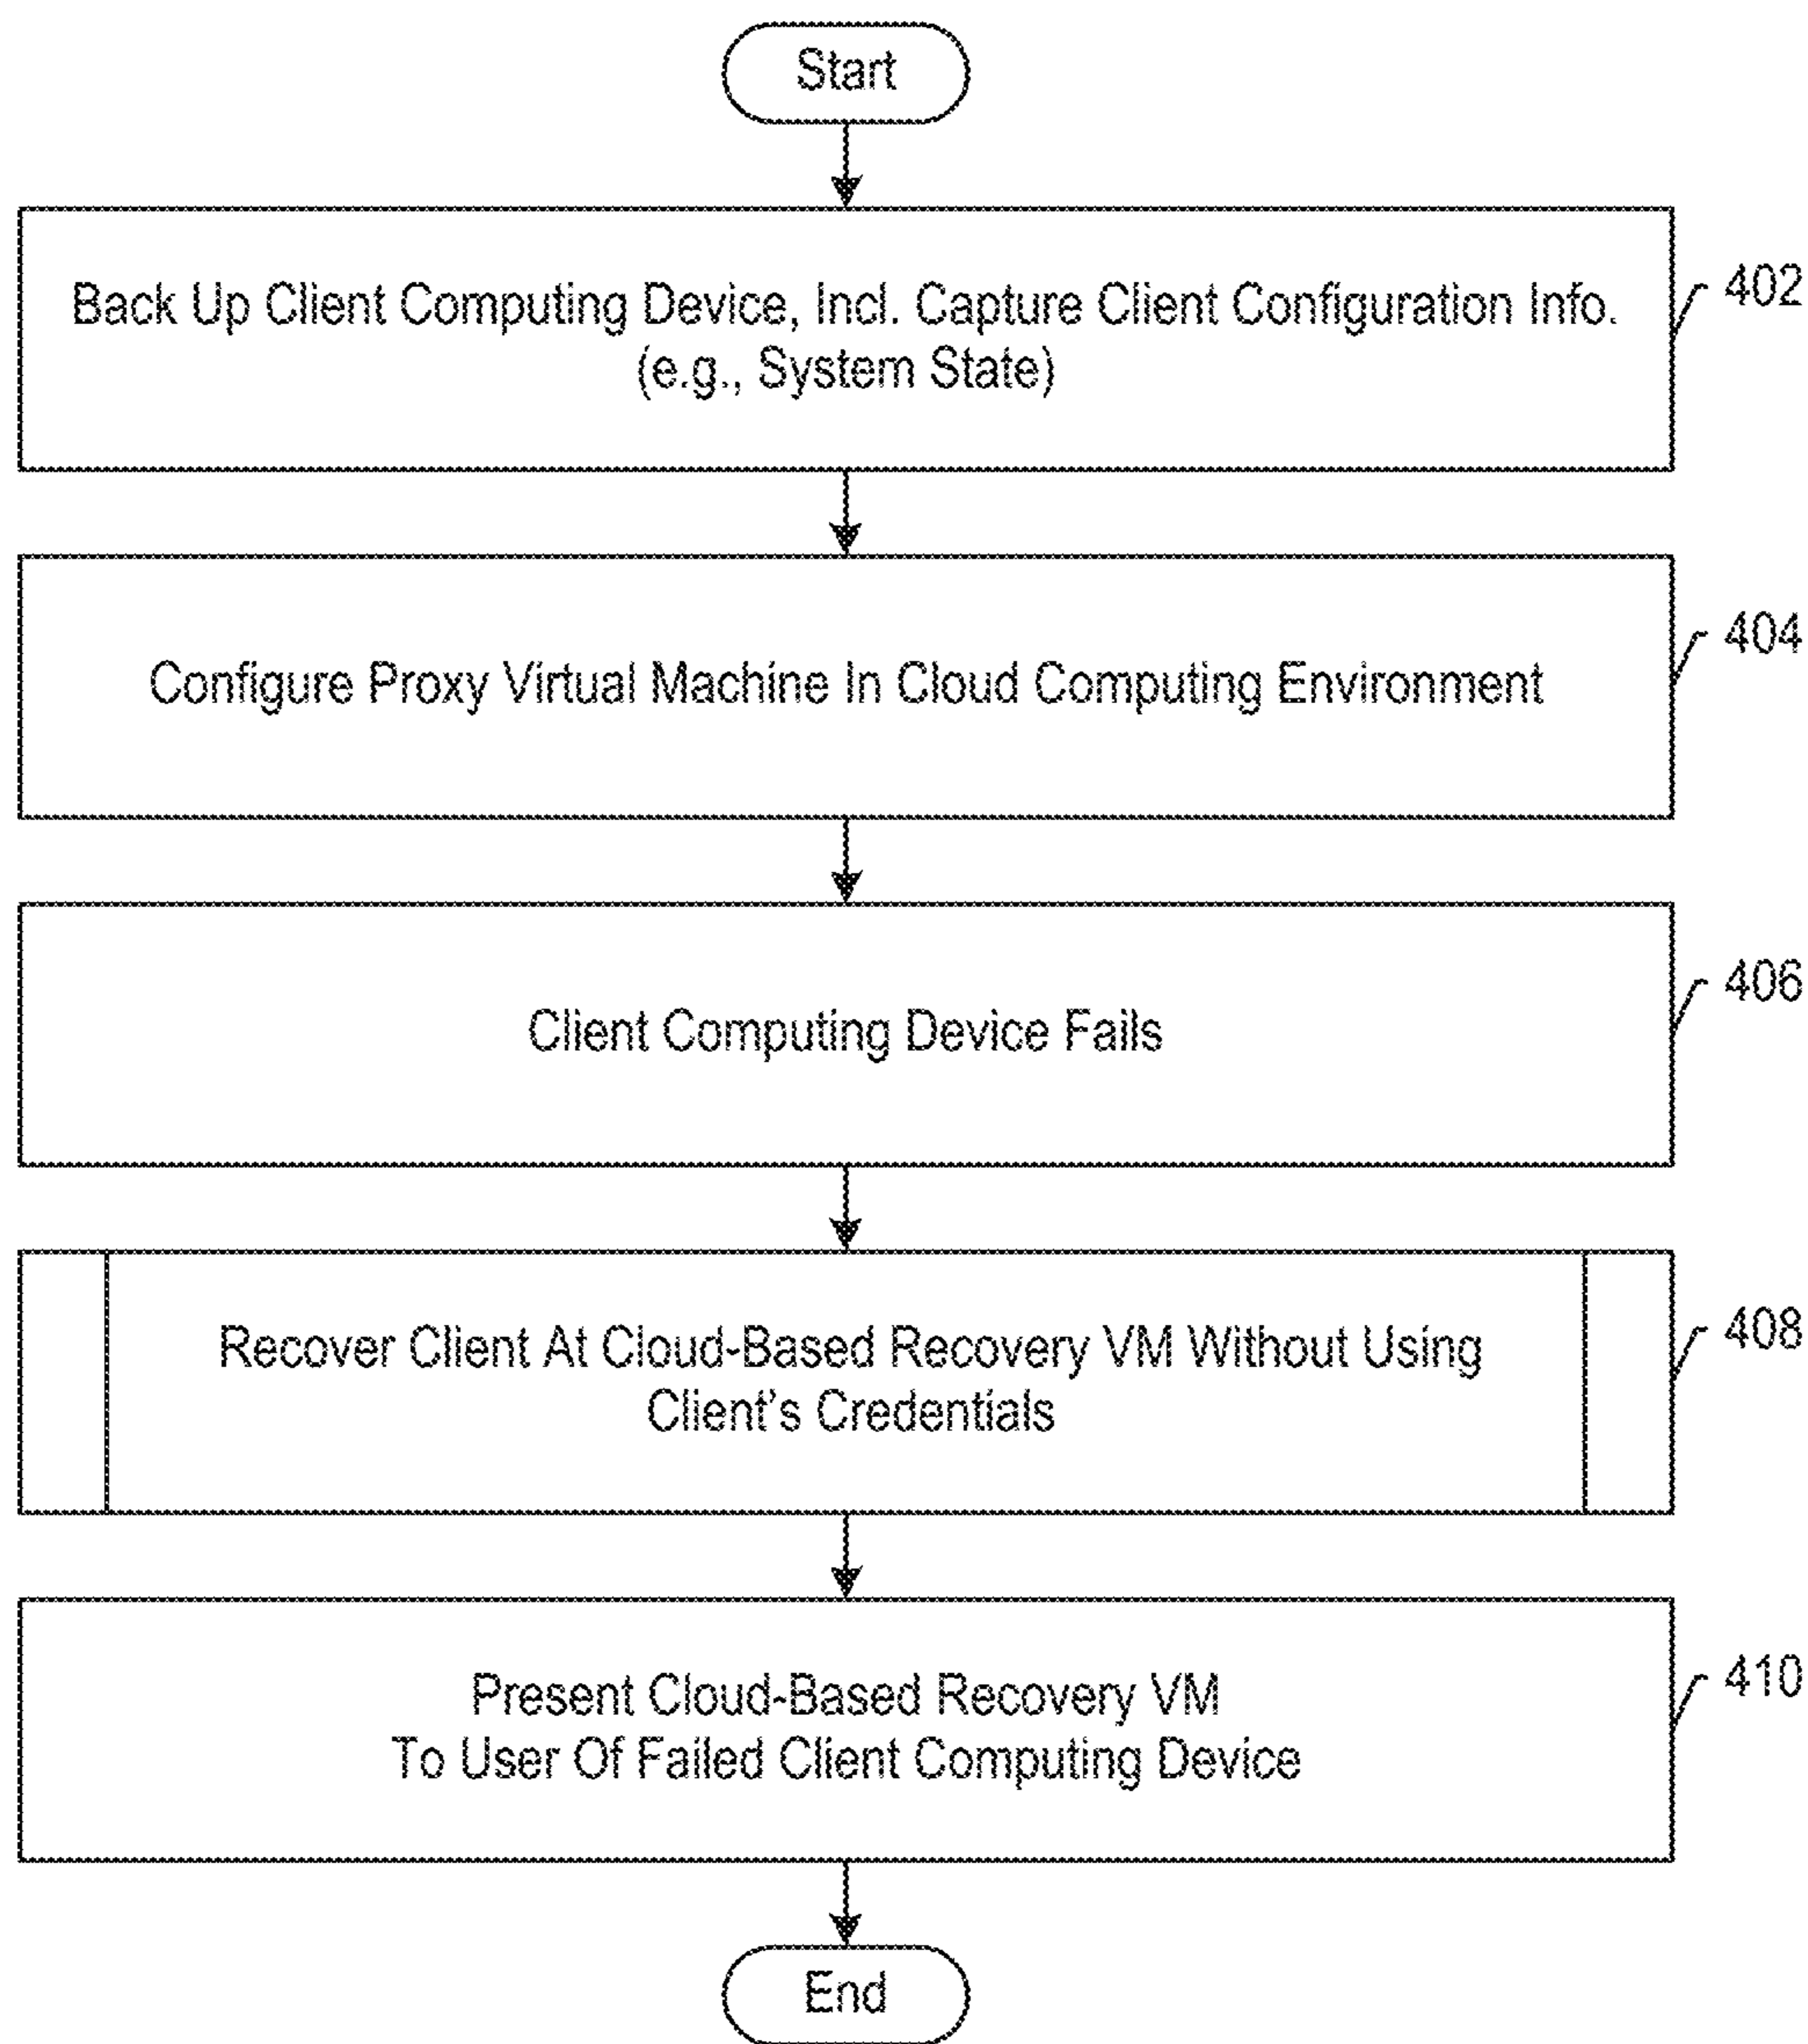 Start
Back Up Client Computing Device, Incl. Capture Client Configuration Info.
(e.g., System State)
402
Configure Proxy Virtual Machine In Cloud Computing Environment
404
Client Computing Device Fails
406
Recover Client At Cloud-Based Recovery VM Without Using
Client's Credentials
408
Present Cloud-Based Recovery VM
To User Of Failed Client Computing Device
410
End